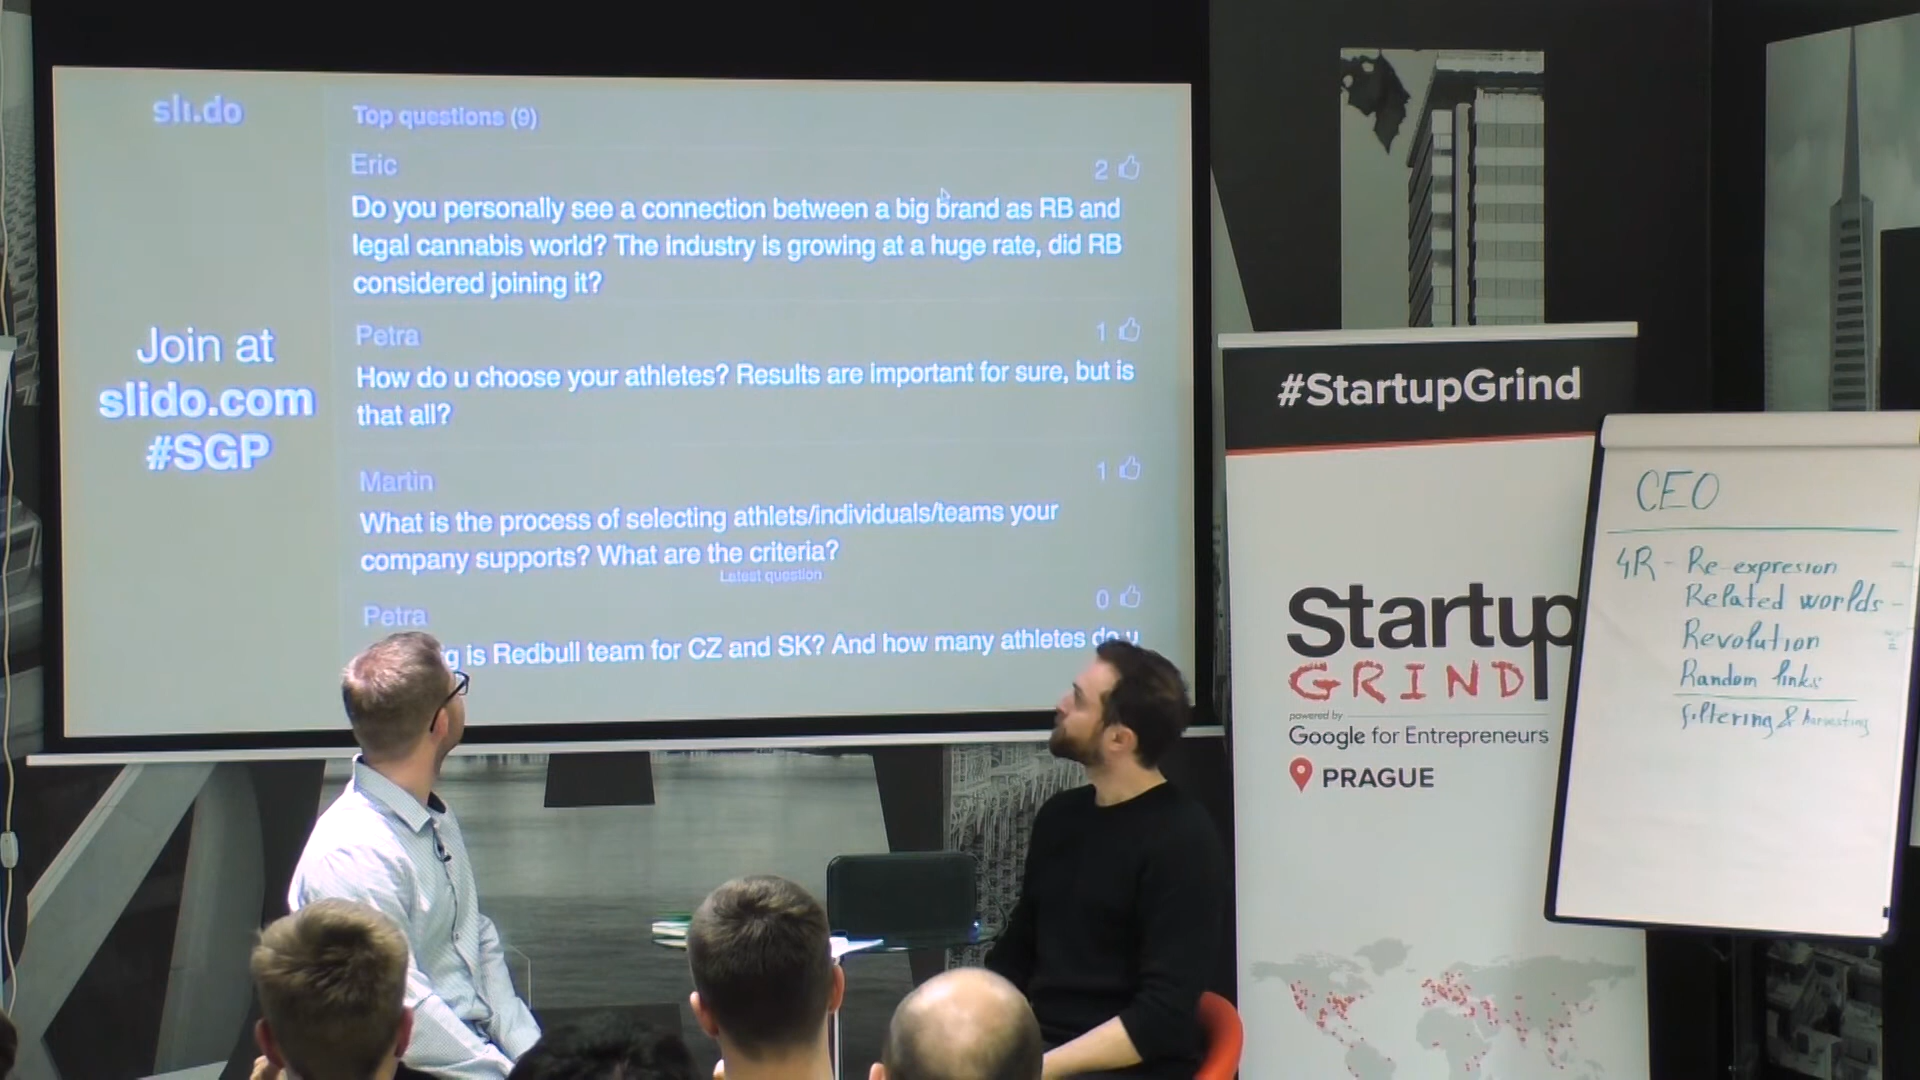 sli.do
Join at
slido.com
#SGP
Top questions (9)
Eric
2
Do you personally see a connection between a big brand as RB and
legal cannabis world? The industry is growing at a huge rate, did RB
considered joining it?
Petra
1
How do u choose your athletes? Results are important for sure, but is
that all?
Martin
1
What is the process of selecting athlets/individuals/teams your
company supports? What are the criteria?
Latest question
Petra
0
is Redbull team for CZ and SK? And how many athletes do u
#StartupGrind
Startup
GRIND
powered by
Google for Entrepreneurs
PRAGUE
CEO
4R - Re-expresion
Related worlds -
Revolution
Random links
filtering & harvesting